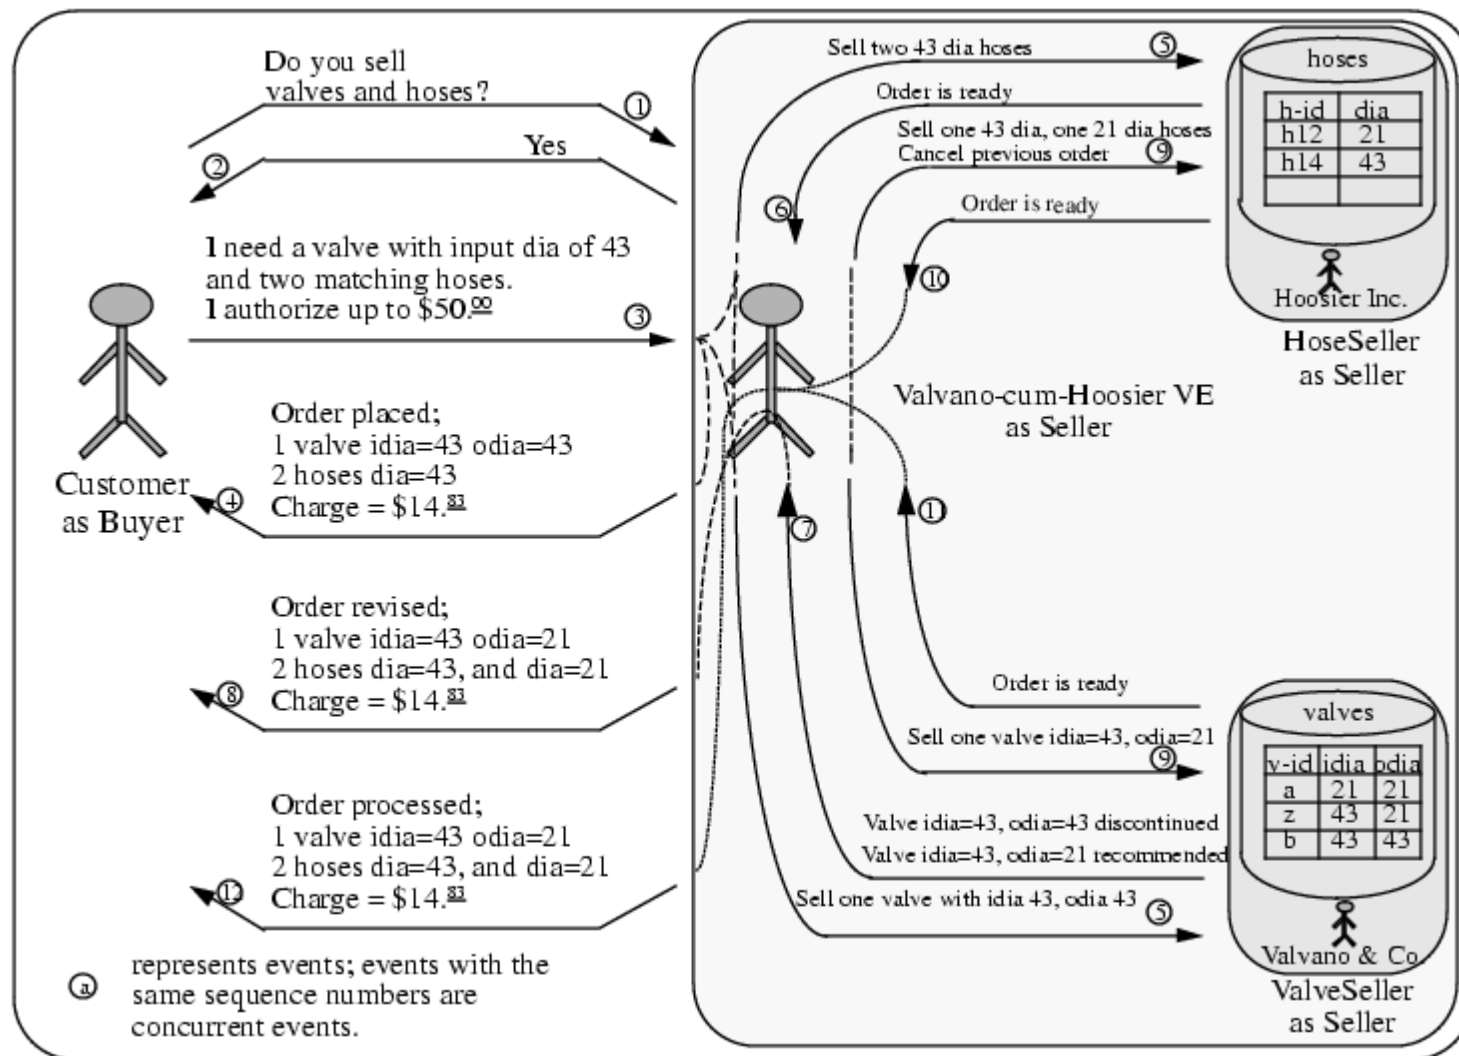 Do you sell
valves and hoses?
1
Yes
2
I need a valve with input dia of 43
and two matching hoses.
I authorize up to $50.00
3
Customer
as Buyer
Order placed;
1 valve idia=43 odia=43
2 hoses dia=43
Charge = $14.83
4
Order revised;
1 valve idia=43 odia=21
2 hoses dia=43, and dia=21
Charge = $14.83
8
Order processed;
1 valve idia=43 odia=21
2 hoses dia=43, and dia=21
Charge = $14.83
12
a
represents events; events with the
same sequence numbers are
concurrent events.
Sell two 43 dia hoses
5
Order is ready
6
Sell one 43 dia, one 21 dia hoses
Cancel previous order
9
Order is ready
10
Valvano-cum-Hoosier VE
as Seller
7
11
Order is ready
Sell one valve idia=43, odia=21
9
Valve idia=43, odia=43 discontinued
Valve idia=43, odia=21 recommended
Sell one valve with idia 43, odia 43
5
hoses
h-id dia
h12 21
h14 43
Hoosier Inc.
HoseSeller
as Seller
valves
v-id idia odia
a 21 21
z 43 21
b 43 43
Valvano & Co.
ValveSeller
as Seller